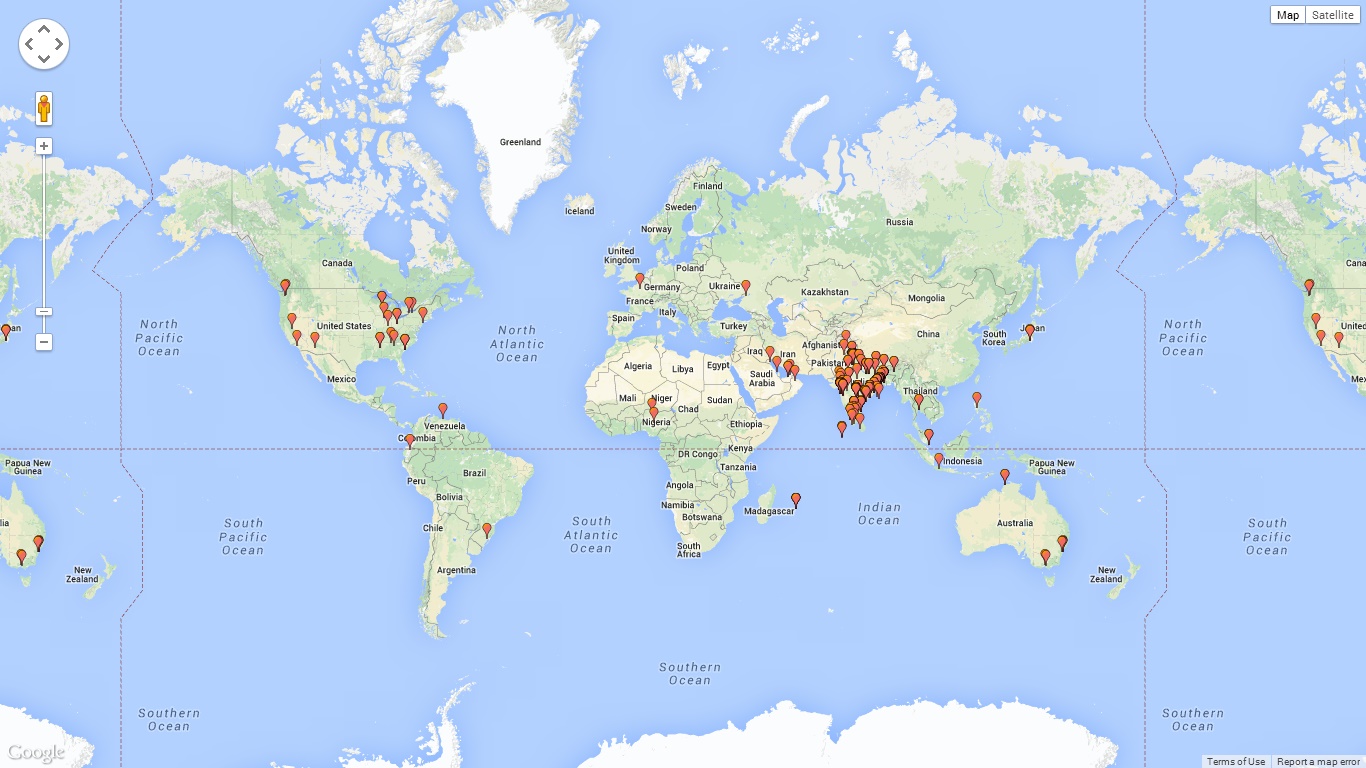 Map Satellite
Greenland
Iceland
Finland
Sweden
Norway
Russia
United
Kingdom
Poland
Germany
Ukraine
France
Italy
Spain
Turkey
Kazakhstan
Mongolia
China
South
Korea
Canada
United States
Mexico
North
Pacific
Ocean
North
Atlantic
Ocean
North
Pacific
Ocean
Iraq
Iran
Pakistan
Saudi
Arabia
Algeria
Libya
Egypt
Mali
Niger
Chad
Sudan
Nigeria
Ethiopia
Kenya
DR Congo
Tanzania
Angola
Namibia
Botswana
Madagascar
South
Africa
Thailand
Indonesia
Papua New
Guinea
Papua New
Guinea
Venezuela
Brazil
Peru
Bolivia
Chile
Argentina
South
Pacific
Ocean
South
Atlantic
Ocean
Indian
Ocean
Australia
South
Pacific
Ocean
New
Zealand
New
Zealand
Southern
Ocean
Southern
Ocean
Southern
Ocean
Google
Terms of Use Report a map error